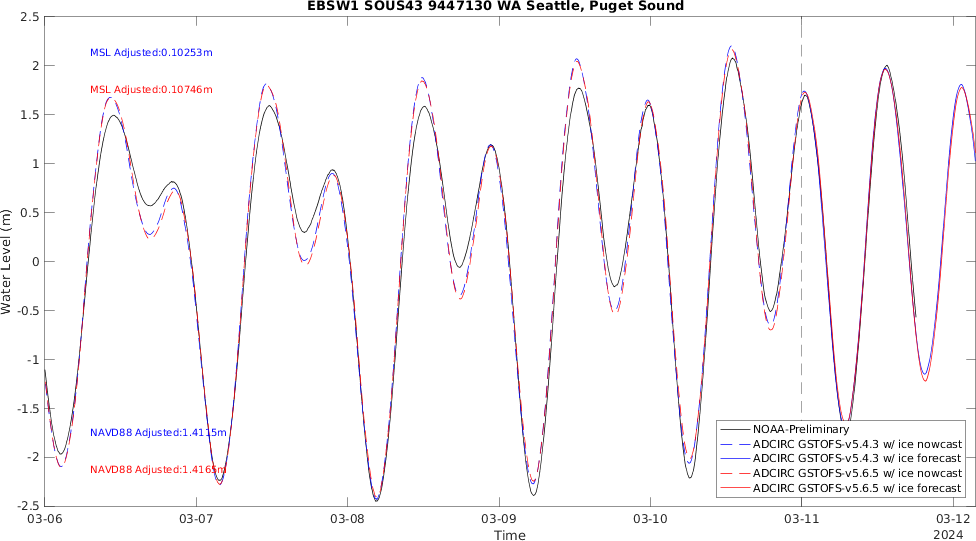 EBSW1 SOUS43 9447130 WA Seattle, Puget Sound
2.5
2
1.5
1
0.5
0
-0.5
-1
-1.5
-2
-2.5
Water Level (m)
MSL Adjusted:0.10253m
MSL Adjusted:0.10746m
NAVD88 Adjusted:1.4115m
NAVD88 Adjusted:1.4165m
NOAA-Preliminary
ADCIRC GSTOFS-v5.4.3 w/ ice nowcast
ADCIRC GSTOFS-v5.4.3 w/ ice forecast
ADCIRC GSTOFS-v5.6.5 w/ ice nowcast
ADCIRC GSTOFS-v5.6.5 w/ ice forecast
03-06 03-07 03-08 03-09 03-10 03-11 03-12
Time
2024